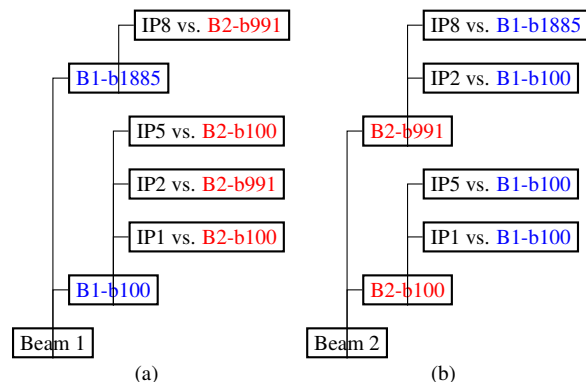 IP8 vs. B2-b991
B1-b1885
IP5 vs. B2-b100
IP2 vs. B2-b991
IP1 vs. B2-b100
B1-b100
Beam 1
(a)
IP8 vs. B1-b1885
IP2 vs. B1-b100
B2-b991
IP5 vs. B1-b100
IP1 vs. B1-b100
B2-b100
Beam 2
(b)